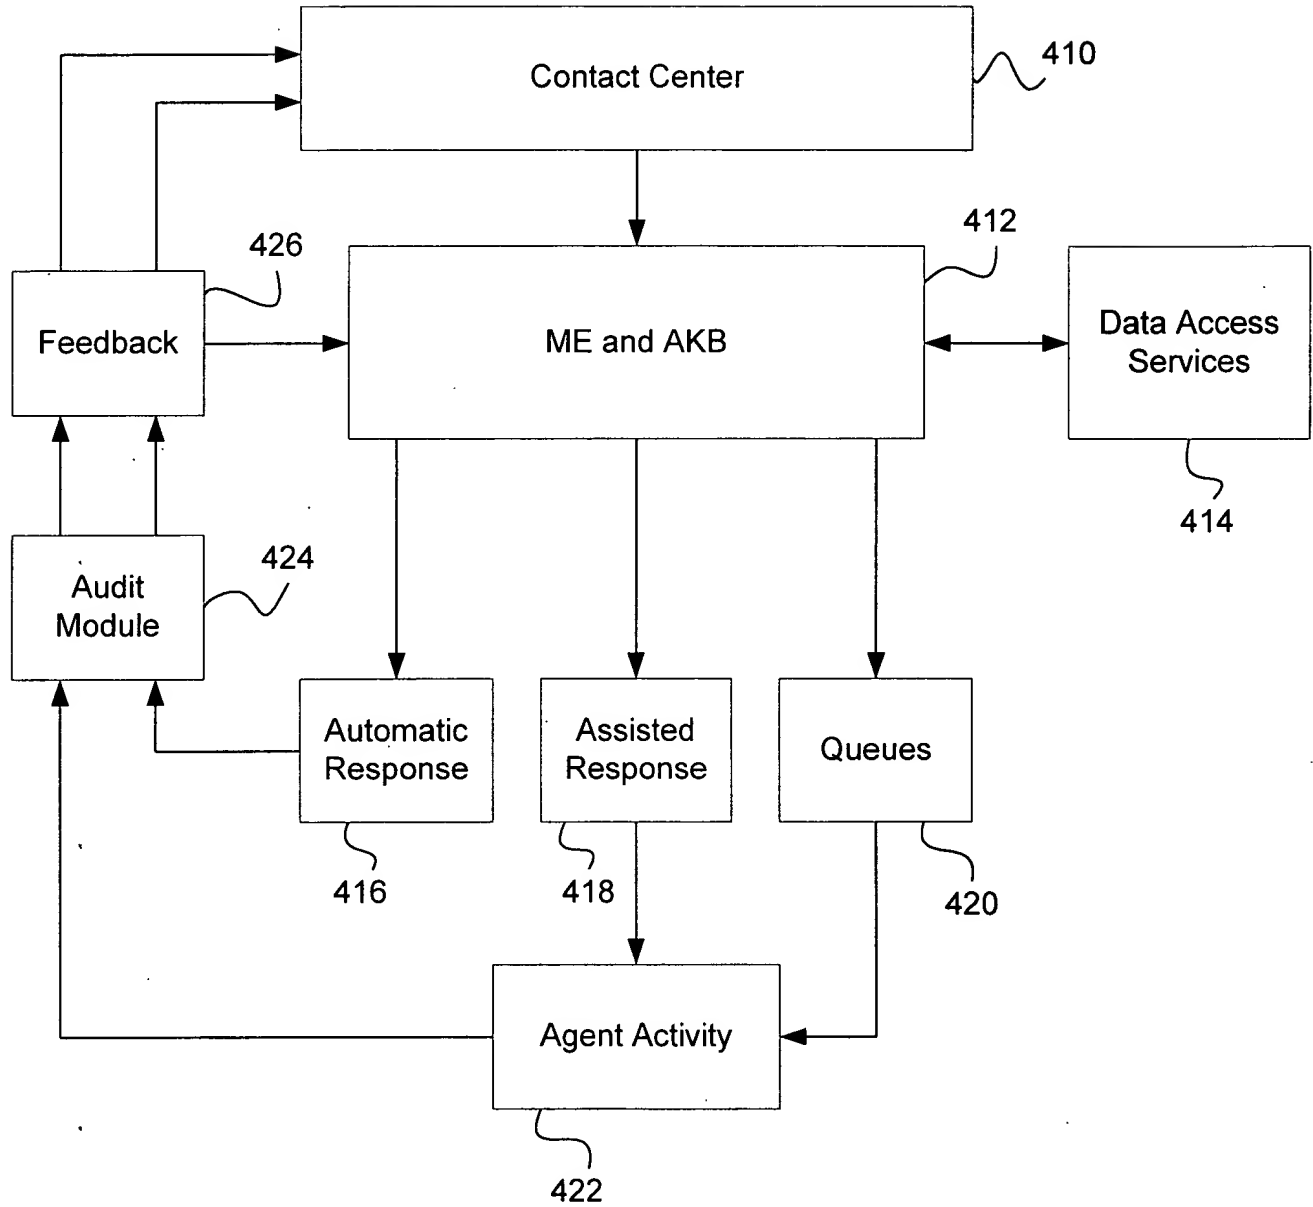 Contact Center
410
412
426
Feedback
ME and AKB
Data Access
Services
414
424
Audit
Module
Automatic
Response
Assisted
Response
Queues
416
418
420
Agent Activity
422